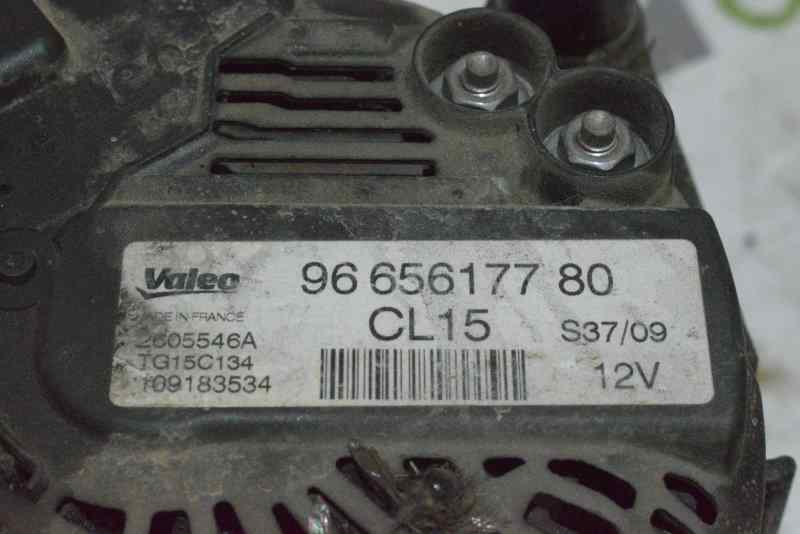 Valeo
96 656177 80
MADE IN FRANCE
CL15
S37/09
2605546A
TG15C134
109183534
12V